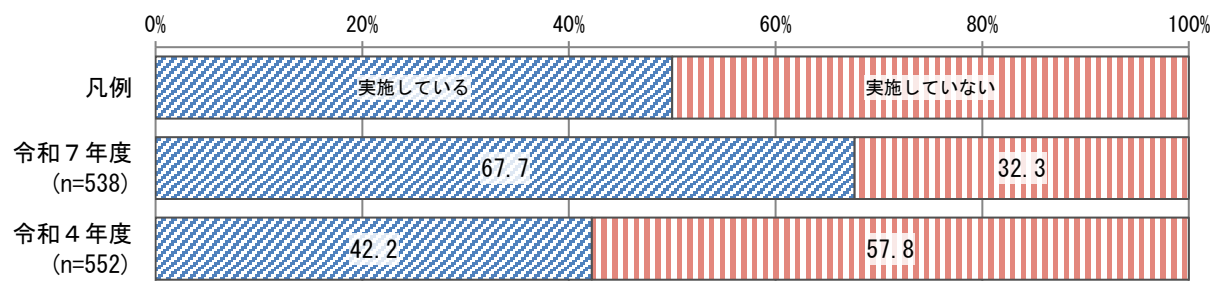 0% 20% 40% 60% 80% 100%
凡例 実施している 実施していない
令和７年度
(n=538)
67.7 32.3
令和４年度
(n=552)
42.2 57.8